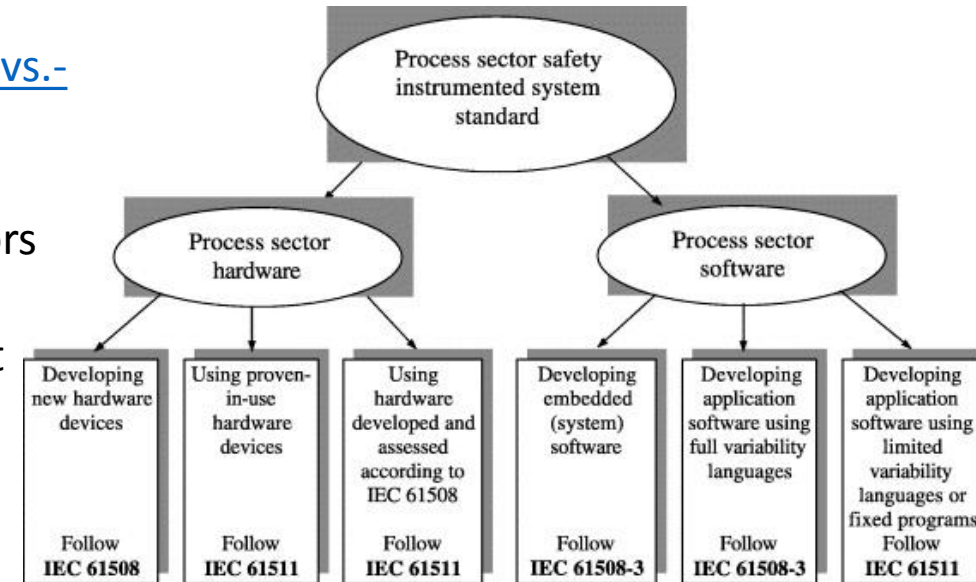 vs.-
ors
t
Process sector safety
instrumented system
standard
Process sector
hardware
Process sector
software
Developing
new hardware
devices
Follow
IEC 61508
Using proven-
in-use
hardware
devices
Follow
IEC 61511
Using
hardware
developed and
assessed
according to
IEC 61508
Follow
IEC 61511
Developing
embedded
(system)
software
Follow
IEC 61508-3
Developing
application
software using
full variability
languages
Follow
IEC 61508-3
Developing
application
software using
limited
variability
languages or
fixed programs
Follow
IEC 61511